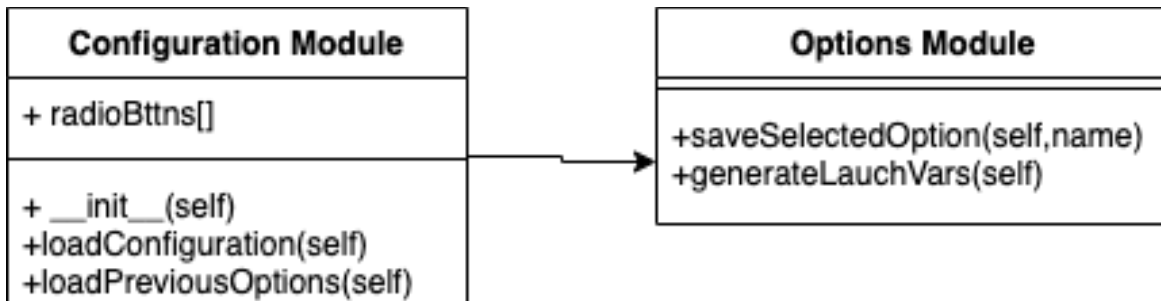 Configuration Module
+ radioBttns[]
+ __init__(self)
+loadConfiguration(self)
+loadPreviousOptions(self)
Options Module
+saveSelectedOption(self,name)
+generateLauchVars(self)